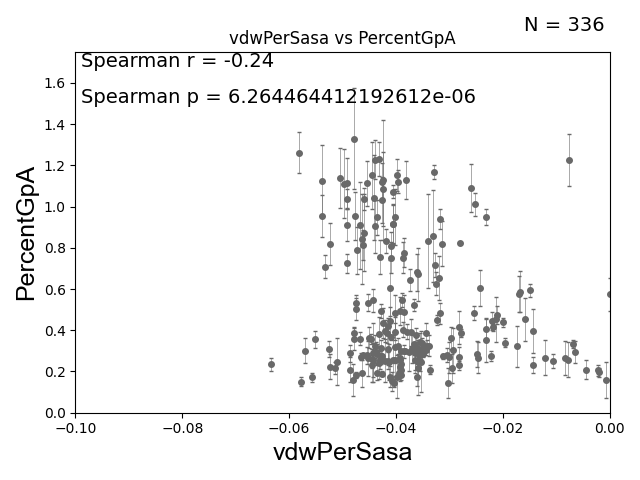 N = 336
vdwPerSasa vs PercentGpA
Spearman r = -0.24
Spearman p = 6.264464412192612e-06
PercentGpA
1.6
1.4
1.2
1.0
0.8
0.6
0.4
0.2
0.0
−0.10
−0.08
−0.06
−0.04
−0.02
0.00
vdwPerSasa